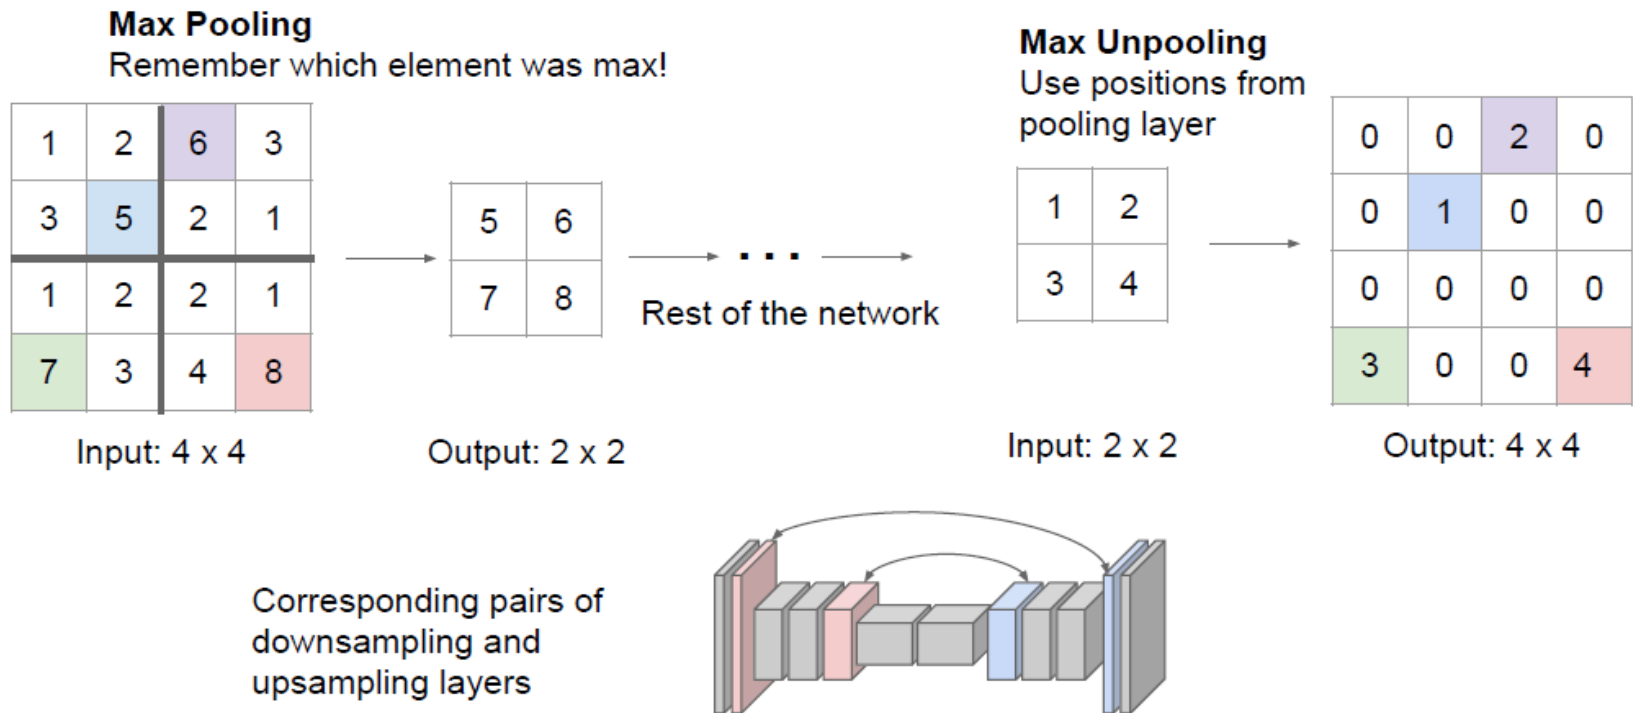 Max Pooling
Remember which element was max!
1 2 6 3
3 5 2 1
1 2 2 1
7 3 4 8
Input: 4 x 4
5 6
7 8
Output: 2 x 2
...
Rest of the network
Max Unpooling
Use positions from
pooling layer
1 2
3 4
Input: 2 x 2
0 0 2 0
0 1 0 0
0 0 0 0
3 0 0 4
Output: 4 x 4
Corresponding pairs of
downsampling and
upsampling layers